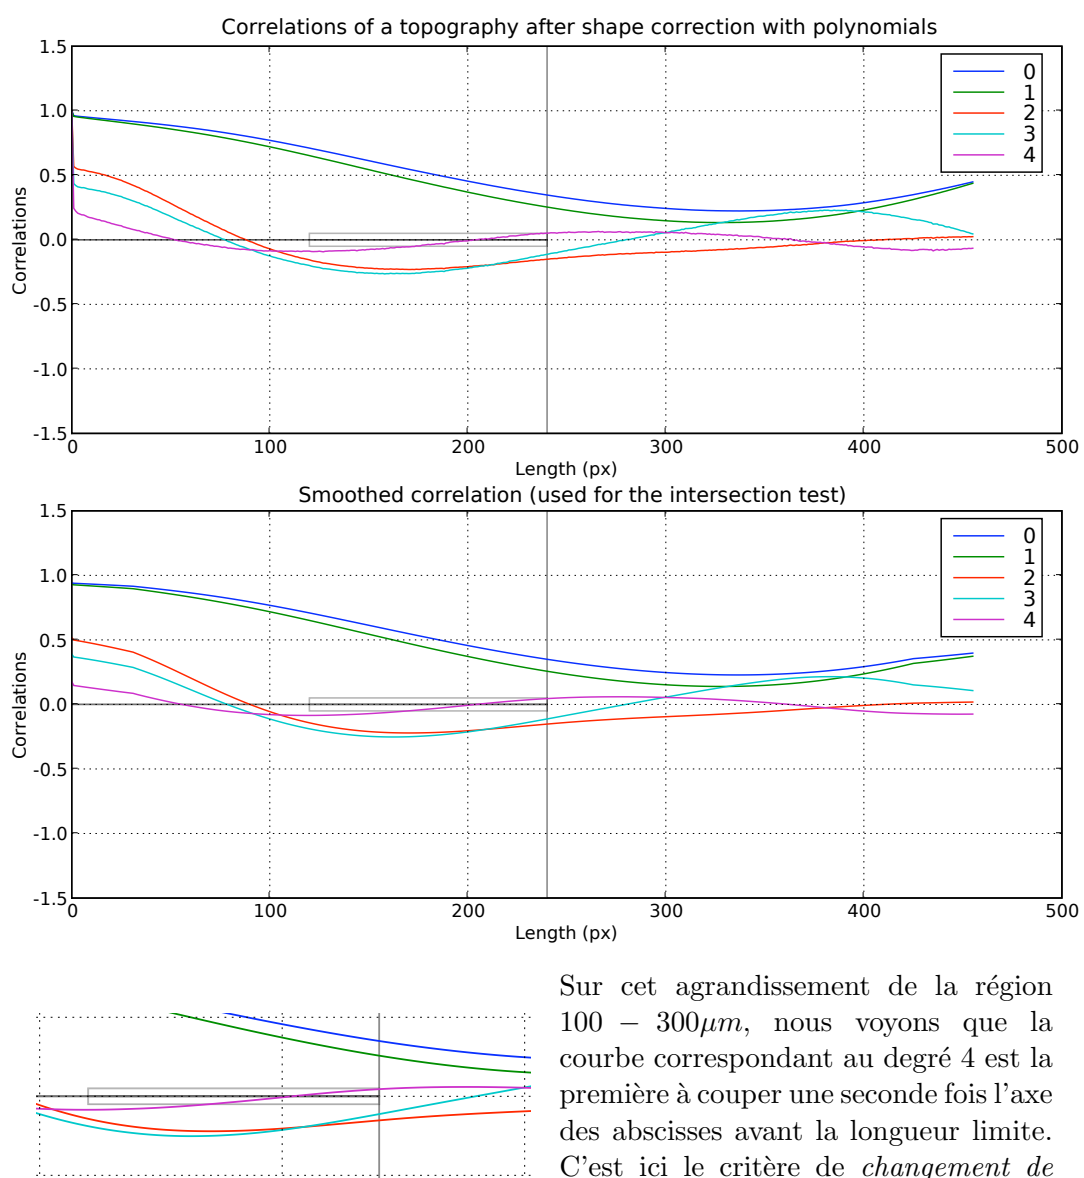 Correlations of a topography after shape correction with polynomials
1.5
1.0
0.5
0.0
-0.5
-1.0
-1.5
Correlations
0
1
2
3
4
0 100 200 300 400 500
Length (px)
Smoothed correlation (used for the intersection test)
1.5
1.0
0.5
0.0
-0.5
-1.0
-1.5
Correlations
0
1
2
3
4
0 100 200 300 400 500
Length (px)
Sur cet agrandissement de la région
100 − 300μm, nous voyons que la
courbe correspondant au degré 4 est la
première à couper une seconde fois l'axe
des abscisses avant la longueur limite.
C'est ici le critère de changement de